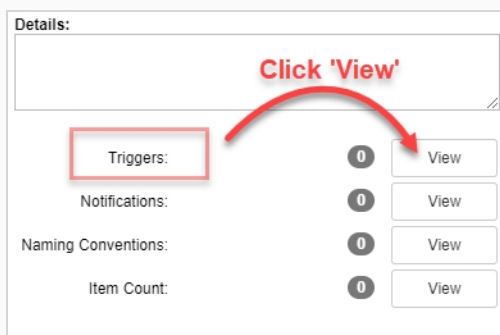 Details:
Click 'View'
Triggers: 0 View
Notifications: 0 View
Naming Conventions: 0 View
Item Count: 0 View